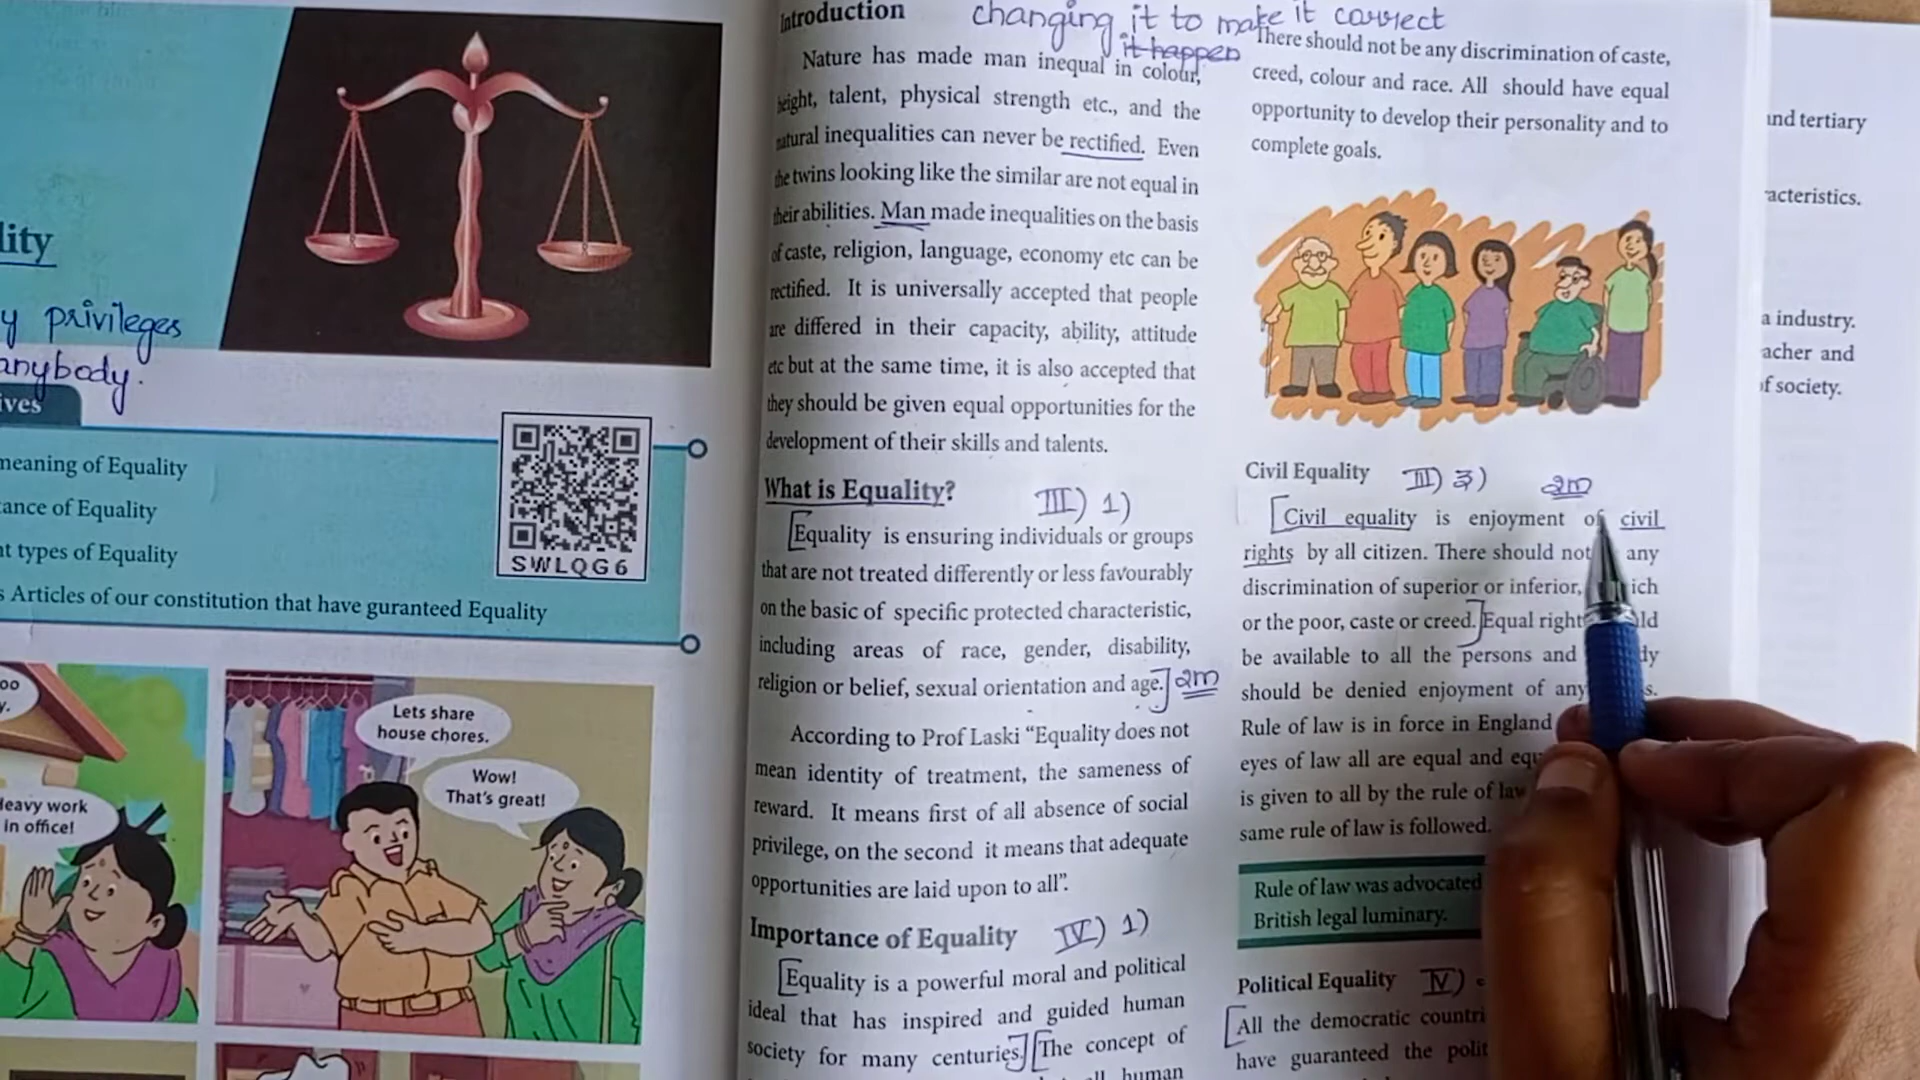 lity
y privileges
anybody.
ives
meaning of Equality
ance of Equality
nt types of Equality
s Articles of our constitution that have guranteed Equality
SWLQG6
oo
y.
Heavy work
in office!
Lets share
house chores.
Wow!
That's great!
Introduction
changing it to make it correct
it happen
Nature has made man inequal in colour,
height, talent, physical strength etc., and the
natural inequalities can never be rectified. Even
the twins looking like the similar are not equal in
their abilities. Man made inequalities on the basis
of caste, religion, language, economy etc can be
rectified. It is universally accepted that people
are differed in their capacity, ability, attitude
etc but at the same time, it is also accepted that
they should be given equal opportunities for the
development of their skills and talents.
What is Equality? III) 1)
[Equality is ensuring individuals or groups
that are not treated differently or less favourably
on the basic of specific protected characteristic,
including areas of race, gender, disability,
religion or belief, sexual orientation and age.] 2m
According to Prof Laski “Equality does not
mean identity of treatment, the sameness of
reward. It means first of all absence of social
privilege, on the second it means that adequate
opportunities are laid upon to all”.
Importance of Equality IV) 1)
[Equality is a powerful moral and political
ideal that has inspired and guided human
society for many centuries.] [The concept of
all human
There should not be any discrimination of caste,
creed, colour and race. All should have equal
opportunity to develop their personality and to
complete goals.
Civil Equality III) 3) 2m
[Civil equality is enjoyment of civil
rights by all citizen. There should not any
discrimination of superior or inferior, ich
or the poor, caste or creed.] Equal right ld
be available to all the persons and dy
should be denied enjoyment of any s.
Rule of law is in force in England
eyes of law all are equal and equ
is given to all by the rule of law
same rule of law is followed.
Rule of law was advocated
British legal luminary.
Political Equality IV)
[All the democratic countri
have guaranteed the polit
and tertiary
racteristics.
a industry.
acher and
of society.